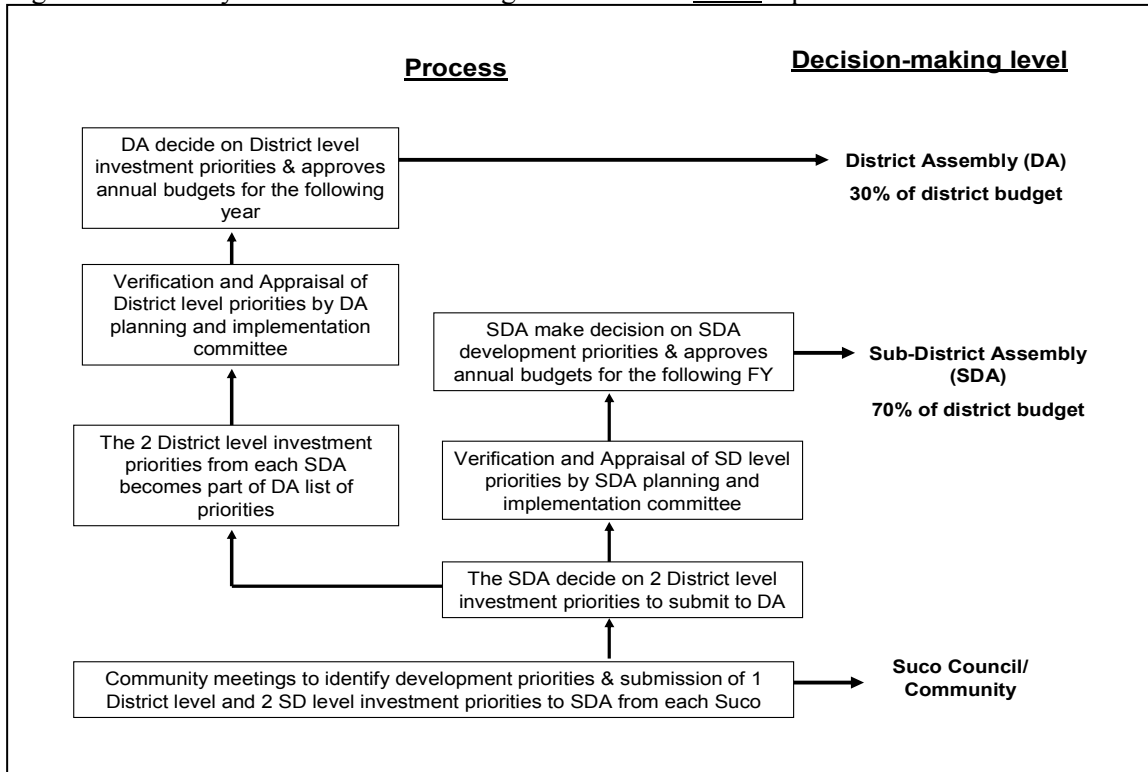 Process
Decision-making level
DA decide on District level
investment priorities & approves
annual budgets for the following
year
District Assembly (DA)
30% of district budget
Verification and Appraisal of
District level priorities by DA
planning and implementation
committee
SDA make decision on SDA
development priorities & approves
annual budgets for the following FY
Sub-District Assembly
(SDA)
70% of district budget
The 2 District level investment
priorities from each SDA
becomes part of DA list of
priorities
Verification and Appraisal of SD level
priorities by SDA planning and
implementation committee
The SDA decide on 2 District level
investment priorities to submit to DA
Community meetings to identify development priorities & submission of 1
District level and 2 SD level investment priorities to SDA from each Suco
Suco Council/
Community